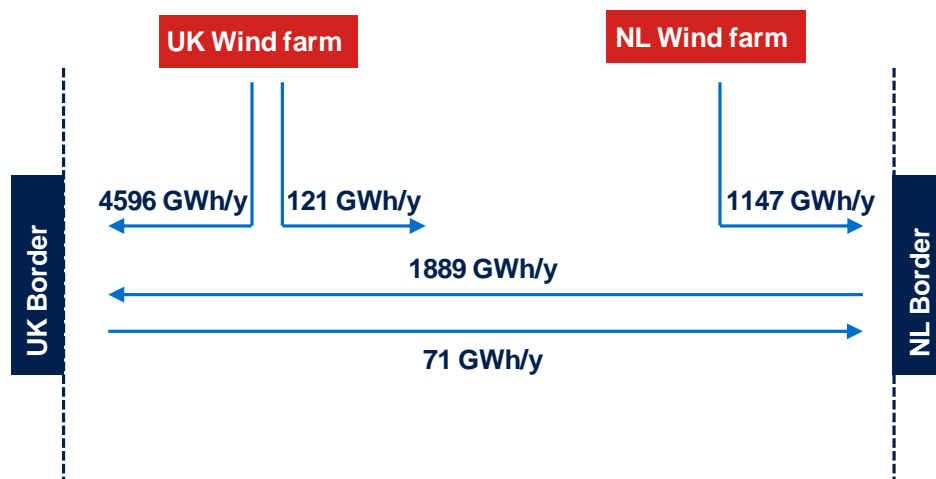 UK Wind farm
NL Wind farm
4596 GWh/y
121 GWh/y
1147 GWh/y
1889 GWh/y
71 GWh/y
UK Border
NL Border